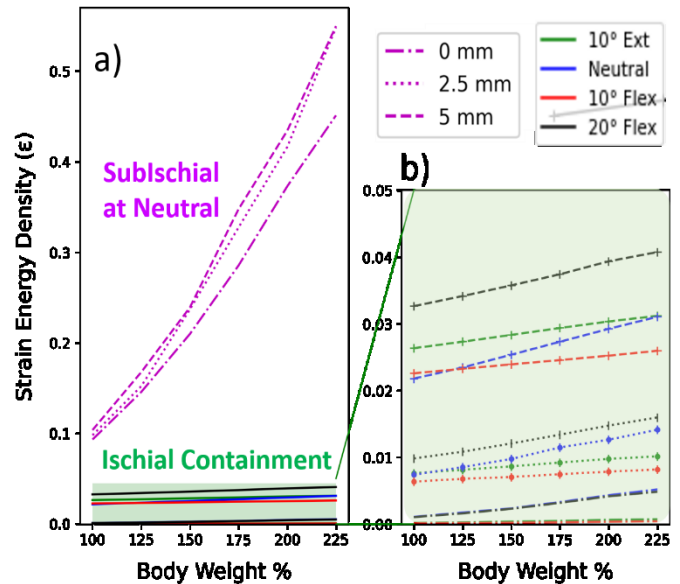 a)
SubIschial
at Neutral
Ischial Containment
Strain Energy Density (ε)
0.5
0.4
0.3
0.2
0.1
0.0
100 125 150 175 200 225
Body Weight %
0 mm
2.5 mm
5 mm
10° Ext
Neutral
10° Flex
20° Flex
b)
0.05
0.04
0.03
0.02
0.01
0.00
100 125 150 175 200 225
Body Weight %